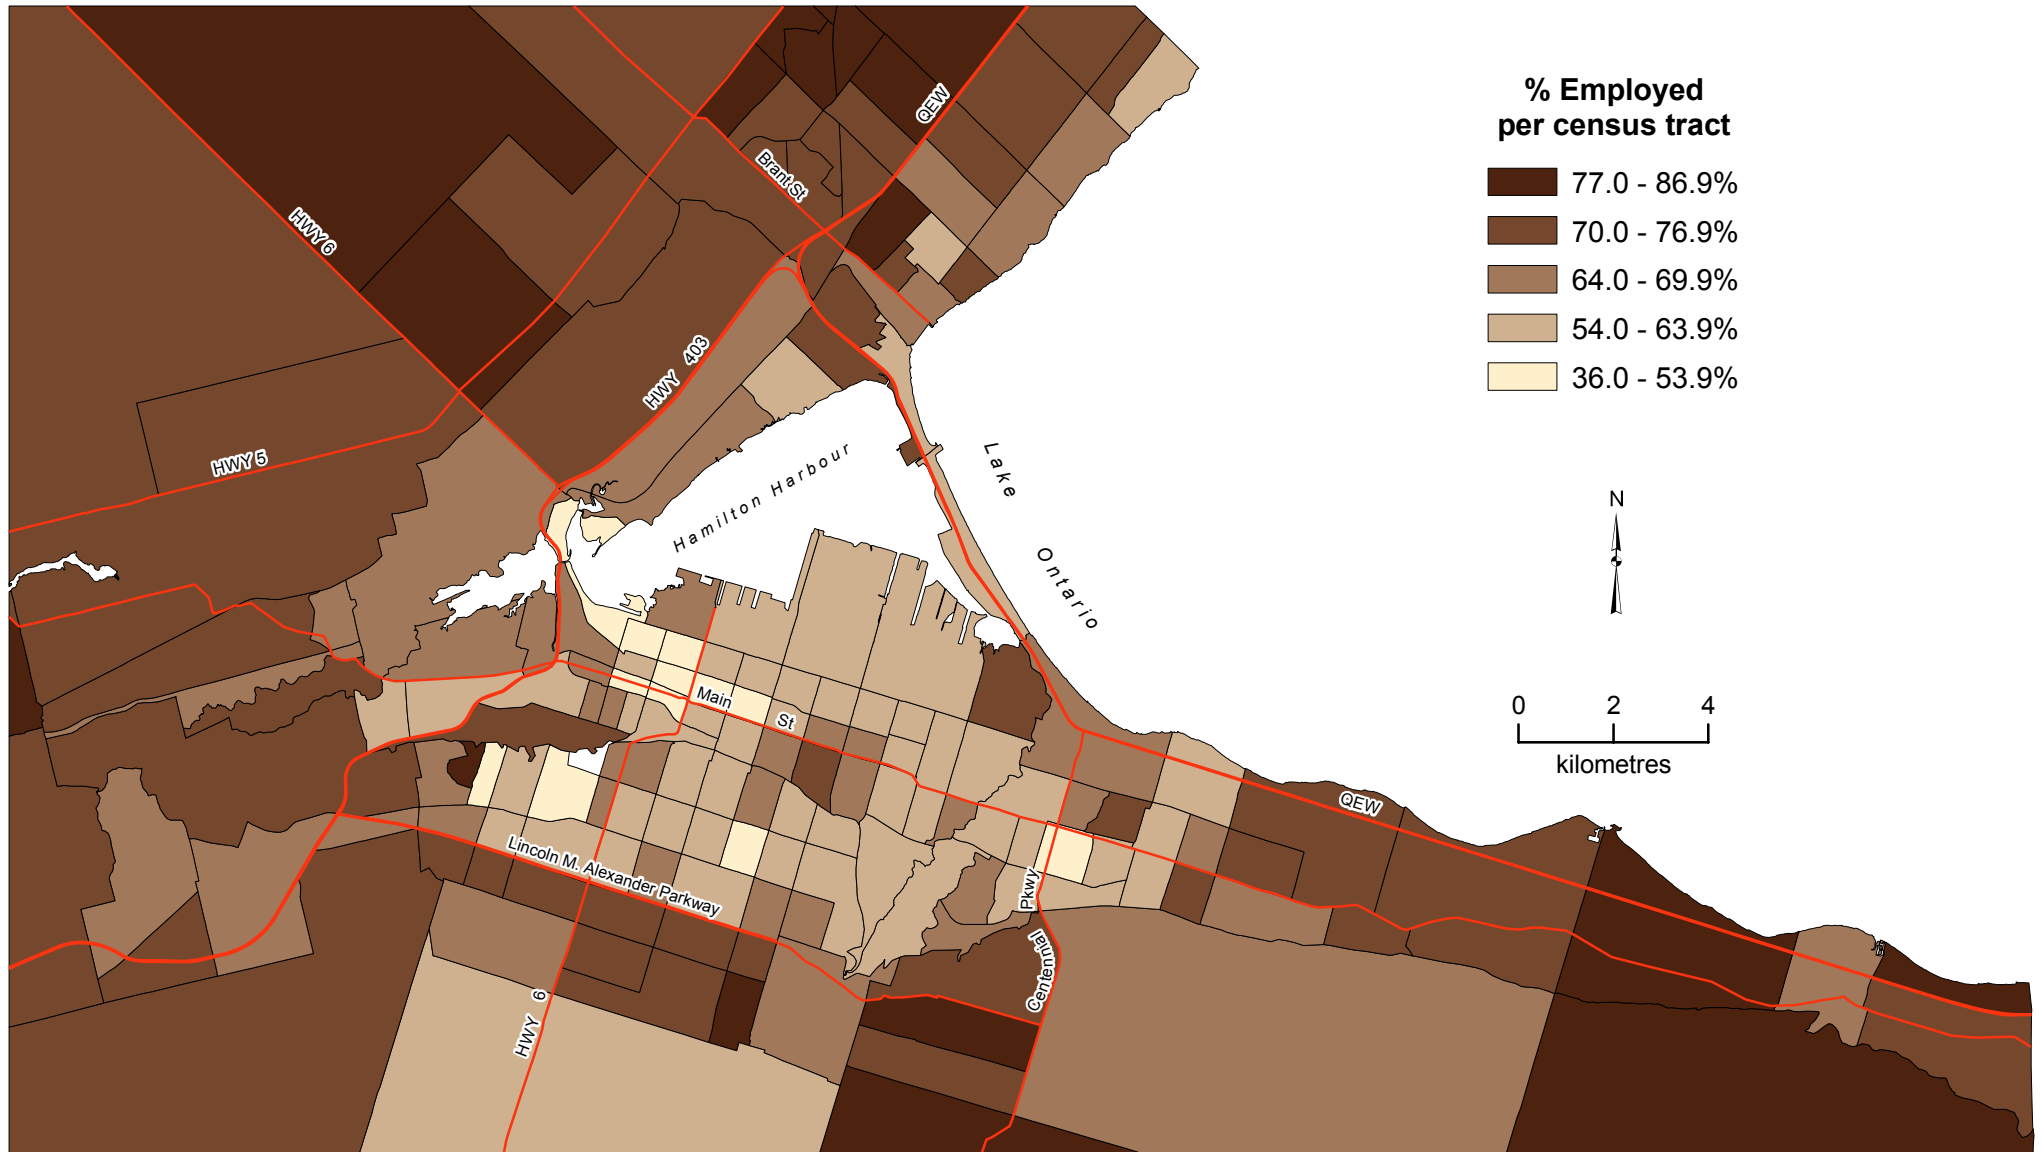 % Employed
per census tract
77.0 - 86.9%
70.0 - 76.9%
64.0 - 69.9%
54.0 - 63.9%
36.0 - 53.9%
QEW
Brant St
HWY 6
HWY 403
HWY 5
Hamilton Harbour
Lake
Ontario
N
Main St
0 2 4
kilometres
QEW
Lincoln M. Alexander Parkway
Centennial Pkwy
HWY 6